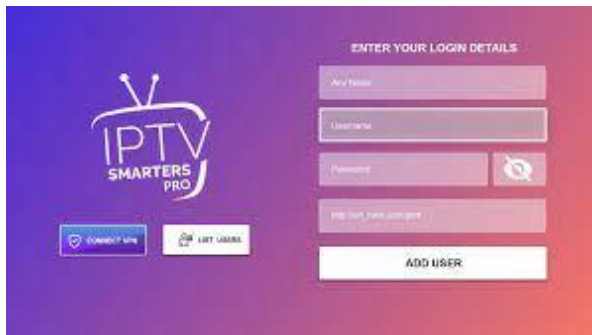 IPTV
SMARTERS
PRO
CONNECT VPN
LIST USERS
ENTER YOUR LOGIN DETAILS
Any Name
Username
Password
ADD USER